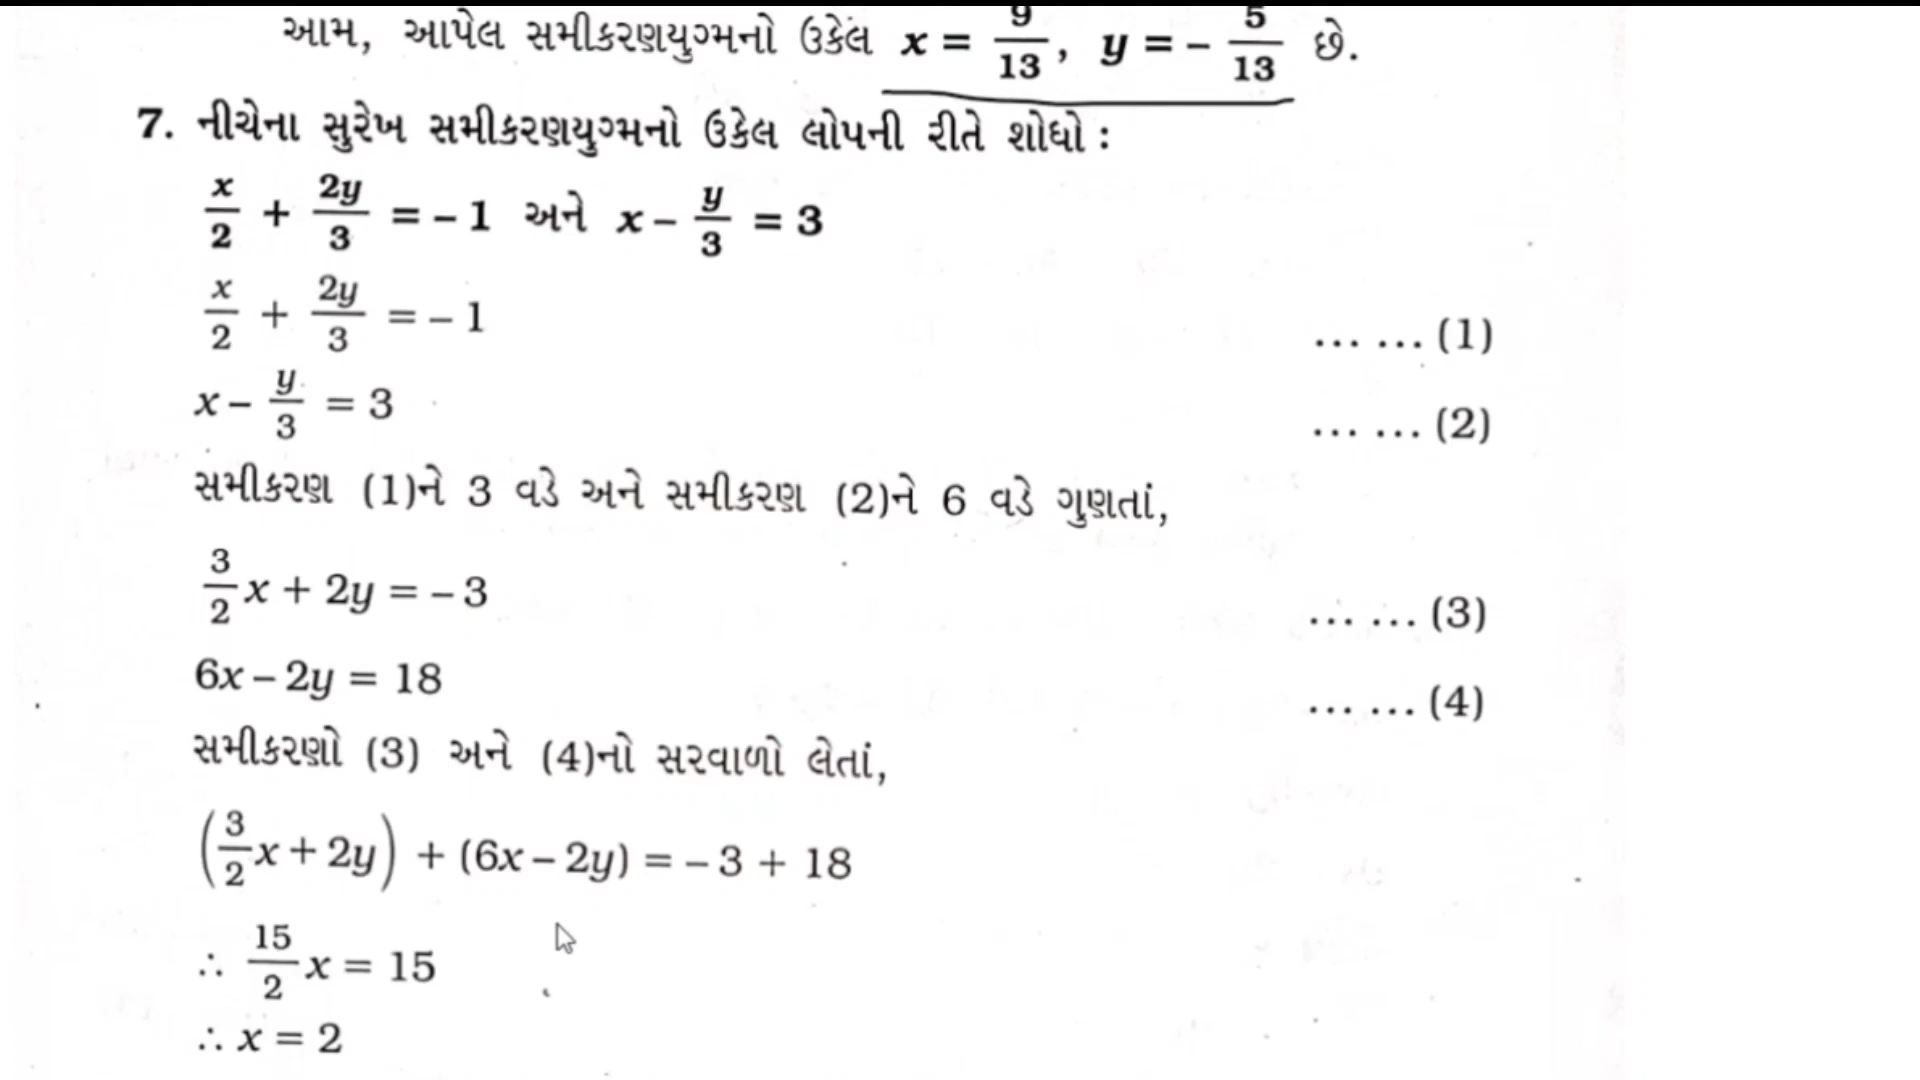 આમ, આપેલ સમીકરણયુગ્મનો ઉકેલ x = 9/13, y = – 5/13 છે.
7. નીચેના સુરેખ સમીકરણયુગ્મનો ઉકેલ લોપની રીતે શોધો :
x/2 + 2y/3 = – 1 અને x – y/3 = 3
x/2 + 2y/3 = – 1 ... ... (1)
x – y/3 = 3 ... ... (2)
સમીકરણ (1)ને 3 વડે અને સમીકરણ (2)ને 6 વડે ગુણતાં,
3/2 x + 2y = – 3 ... ... (3)
6x – 2y = 18 ... ... (4)
સમીકરણો (3) અને (4)નો સરવાળો લેતાં,
(3/2 x + 2y) + (6x – 2y) = – 3 + 18
∴ 15/2 x = 15
∴ x = 2